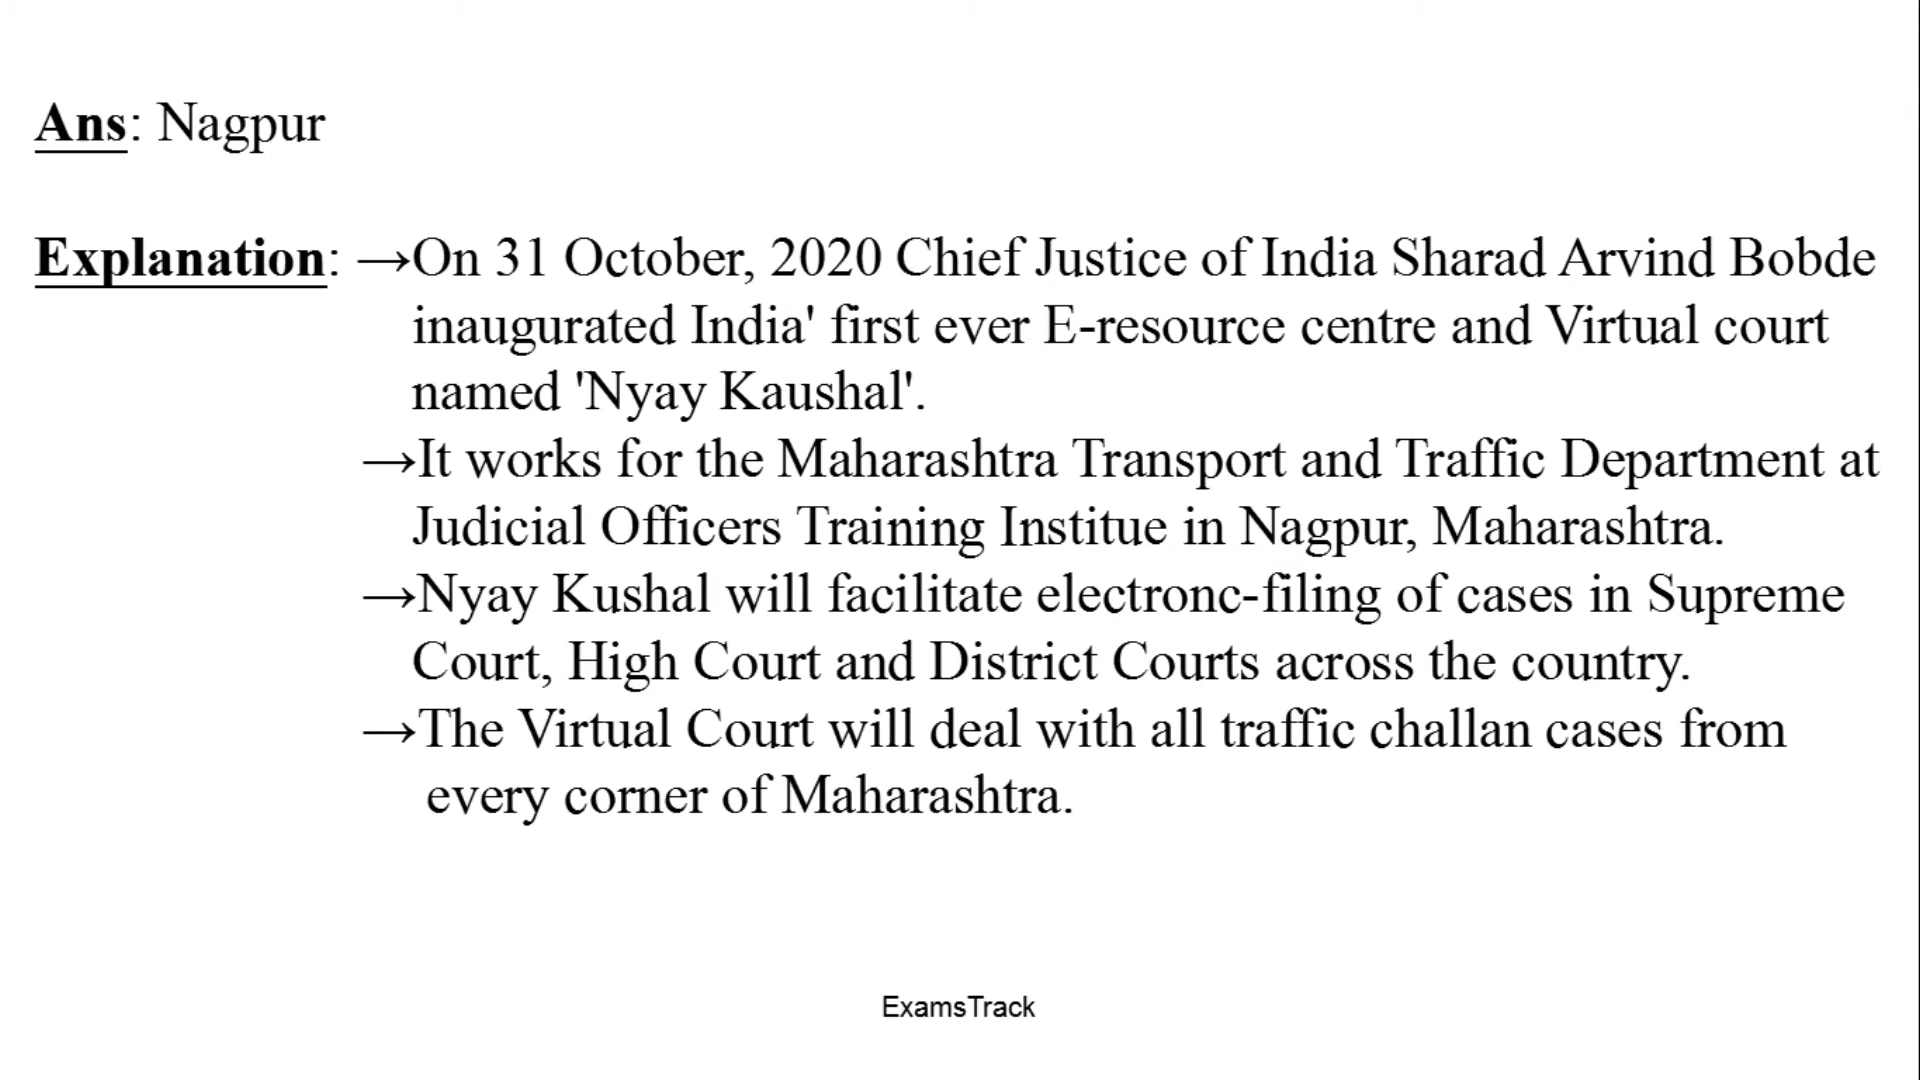 Ans: Nagpur
Explanation: →On 31 October, 2020 Chief Justice of India Sharad Arvind Bobde
inaugurated India' first ever E-resource centre and Virtual court
named 'Nyay Kaushal'.
→It works for the Maharashtra Transport and Traffic Department at
Judicial Officers Training Institue in Nagpur, Maharashtra.
→Nyay Kushal will facilitate electronc-filing of cases in Supreme
Court, High Court and District Courts across the country.
→The Virtual Court will deal with all traffic challan cases from
every corner of Maharashtra.
ExamsTrack